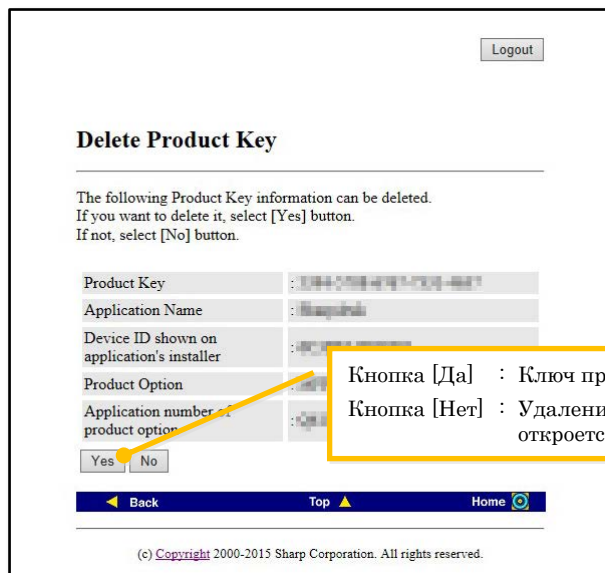 Logout
Delete Product Key
The following Product Key information can be deleted.
If you want to delete it, select [Yes] button.
If not, select [No] button.
Product Key :
Application Name :
Device ID shown on
application's installer :
Product Option
Application number of
product option :
Кнопка [Да] : Ключ
Кнопка [Нет] :
Yes No
Back Top Home
(c) Copyright 2000-2015 Sharp Corporation. All rights reserved.